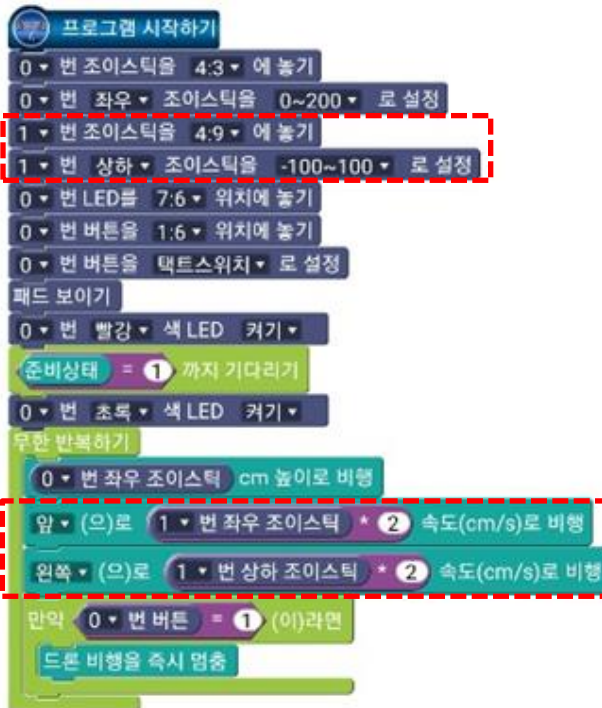 프로그램 시작하기
0 번 조이스틱을 4:3 에 놓기
0 번 좌우 조이스틱을 0~200 로 설정
1 번 조이스틱을 4:9 에 놓기
1 번 상하 조이스틱을 -100~100 로 설정
0 번 LED를 7:6 위치에 놓기
0 번 버튼을 1:6 위치에 놓기
0 번 버튼을 택트스위치 로 설정
패드 보이기
0 번 빨강 색 LED 켜기
준비상태 = 1 까지 기다리기
0 번 초록 색 LED 켜기
무한 반복하기
0 번 좌우 조이스틱 cm 높이로 비행
앞 (으)로 1 번 좌우 조이스틱 * 2 속도(cm/s)로 비행
왼쪽 (으)로 1 번 상하 조이스틱 * 2 속도(cm/s)로 비행
만약 0 번 버튼 = 1 (이)라면
드론 비행을 즉시 멈춤